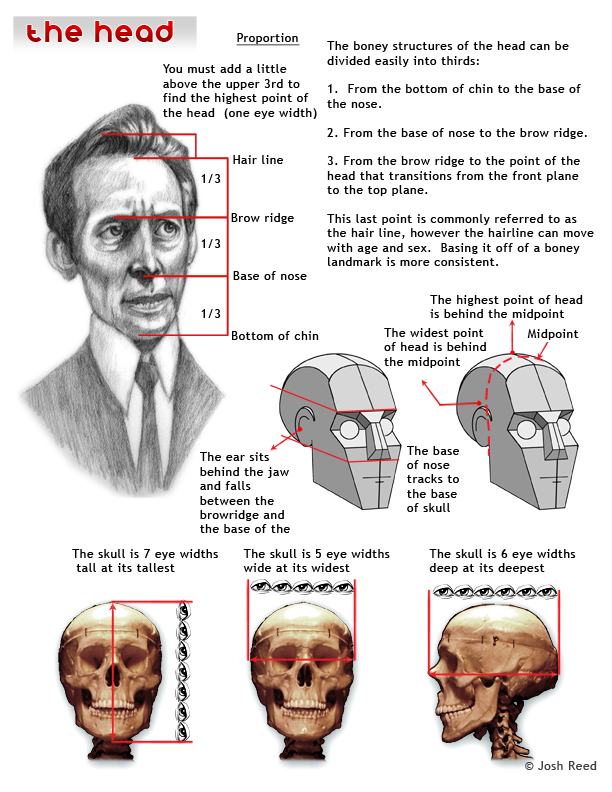 the head
Proportion
You must add a little
above the upper 3rd to
find the highest point of
the head (one eye width)
The boney structures of the head can be
divided easily into thirds:
1. From the bottom of chin to the base of
the nose.
2. From the base of nose to the brow ridge.
3. From the brow ridge to the point of the
head that transitions from the front plane
to the top plane.
This last point is commonly referred to as
the hair line, however the hairline can move
with age and sex. Basing it off of a boney
landmark is more consistent.
Hair line
1/3
Brow ridge
1/3
Base of nose
1/3
Bottom of chin
The highest point of head
is behind the midpoint
The widest point
of head is behind
the midpoint
Midpoint
The ear sits
behind the jaw
and falls
between the
browridge and
the base of the
The base
of nose
tracks to
the base
of skull
The skull is 7 eye widths
tall at its tallest
The skull is 5 eye widths
wide at its widest
The skull is 6 eye widths
deep at its deepest
© Josh Reed